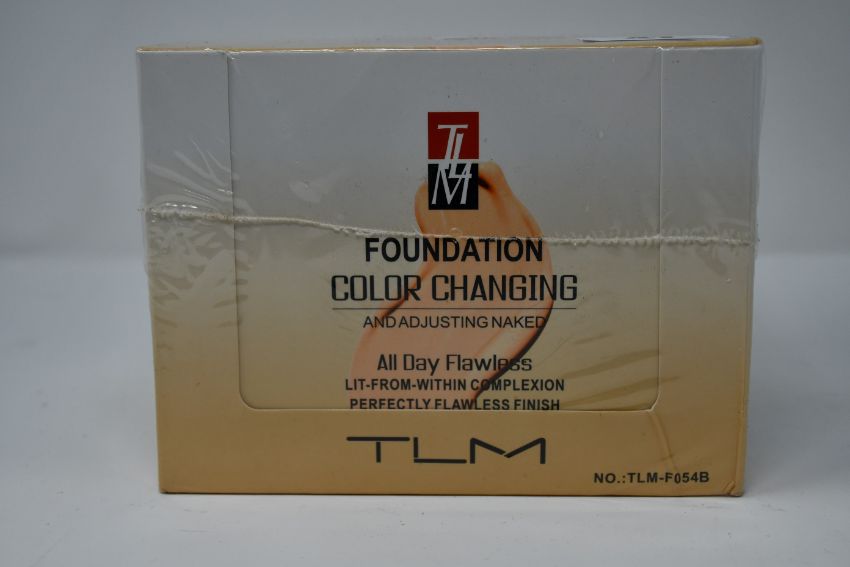 TLM
FOUNDATION
COLOR CHANGING
AND ADJUSTING NAKED
All Day Flawless
LIT-FROM-WITHIN COMPLEXION
PERFECTLY FLAWLESS FINISH
TLM
NO.:TLM-F054B